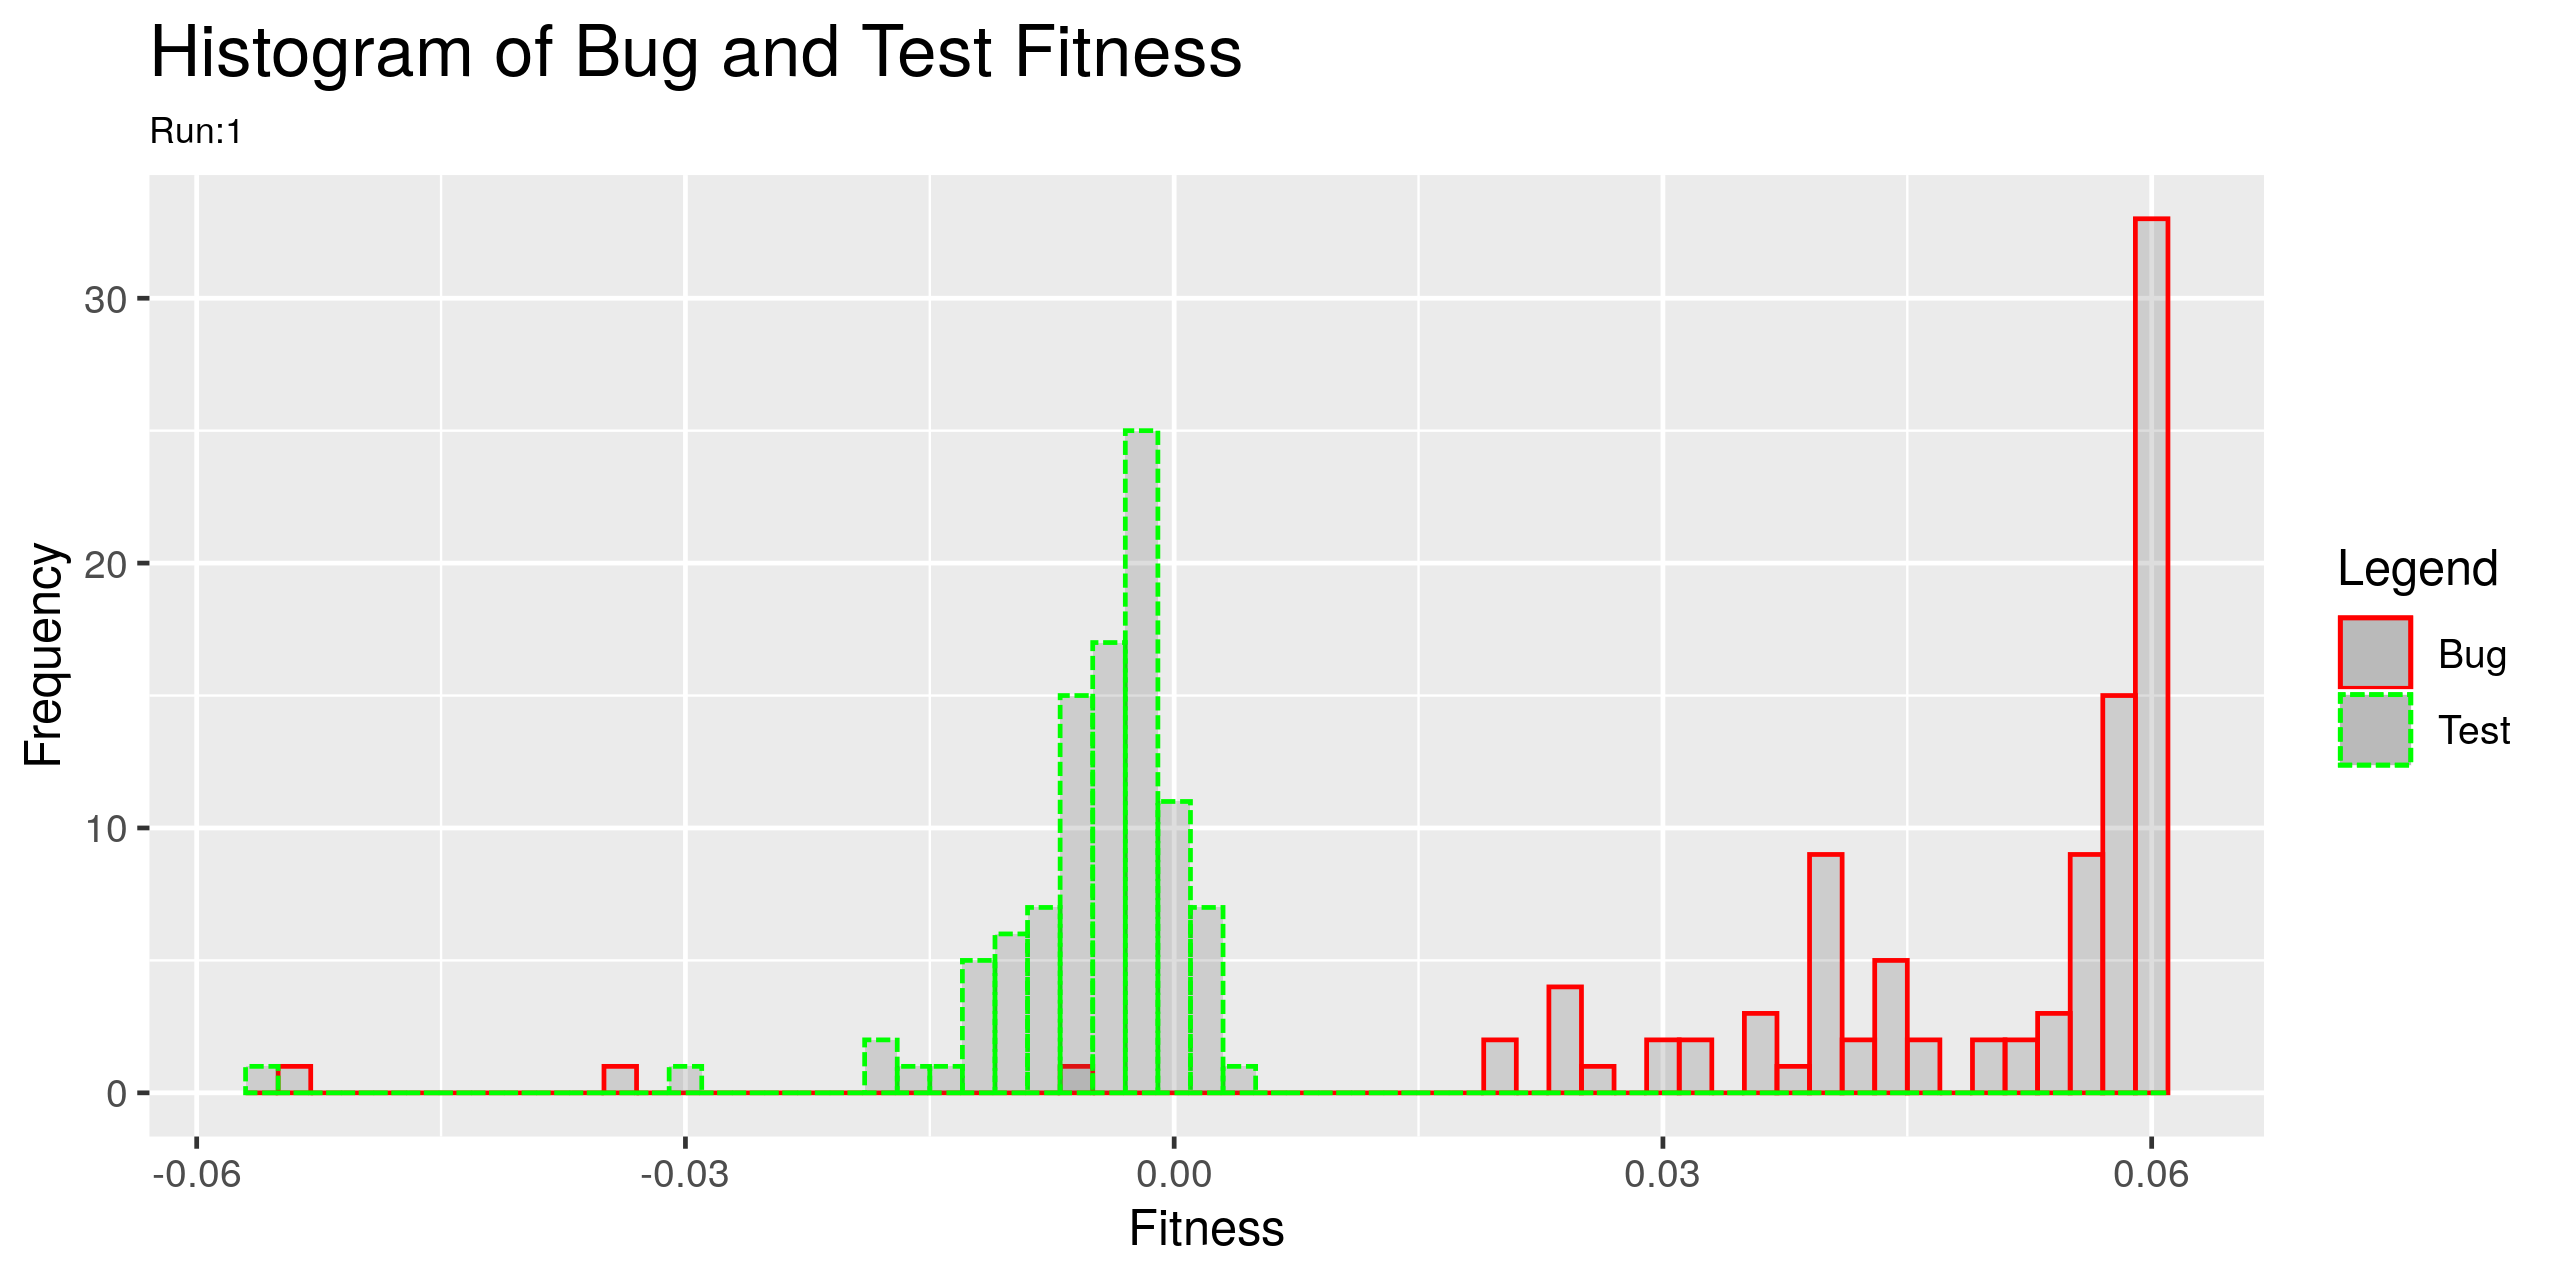 Histogram of Bug and Test Fitness
Run:1
Frequency
30
20
10
0
-0.06
-0.03
0.00
0.03
0.06
Fitness
Legend
Bug
Test